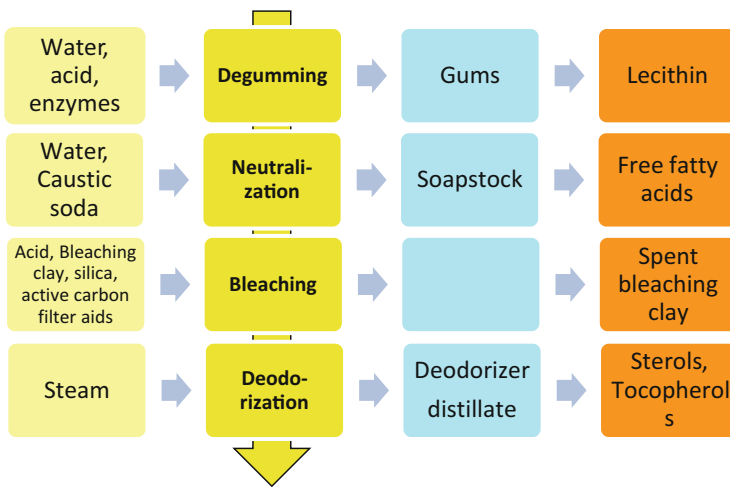 Water,
acid,
enzymes
Degumming
Gums
Lecithin
Water,
Caustic
soda
Neutrali-
zation
Soapstock
Free fatty
acids
Acid, Bleaching
clay, silica,
active carbon
filter aids
Bleaching
Spent
bleaching
clay
Steam
Deodo-
rization
Deodorizer
distillate
Sterols,
Tocopherol
s